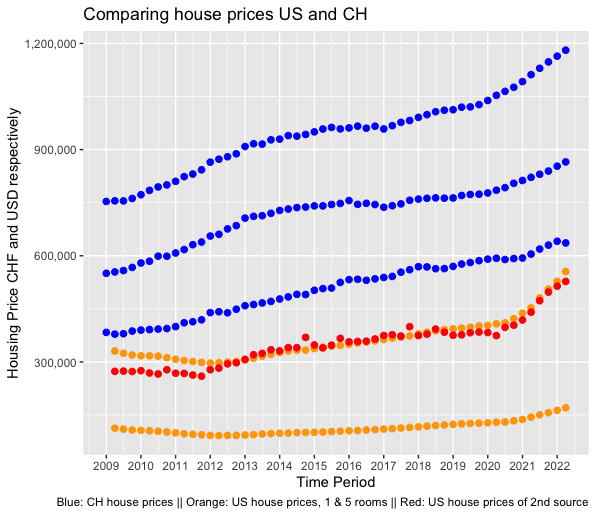 Comparing house prices US and CH
Housing Price CHF and USD respectively
1,200,000
900,000
600,000
300,000
2009 2010 2011 2012 2013 2014 2015 2016 2017 2018 2019 2020 2021 2022
Time Period
Blue: CH house prices || Orange: US house prices, 1 & 5 rooms || Red: US house prices of 2nd source